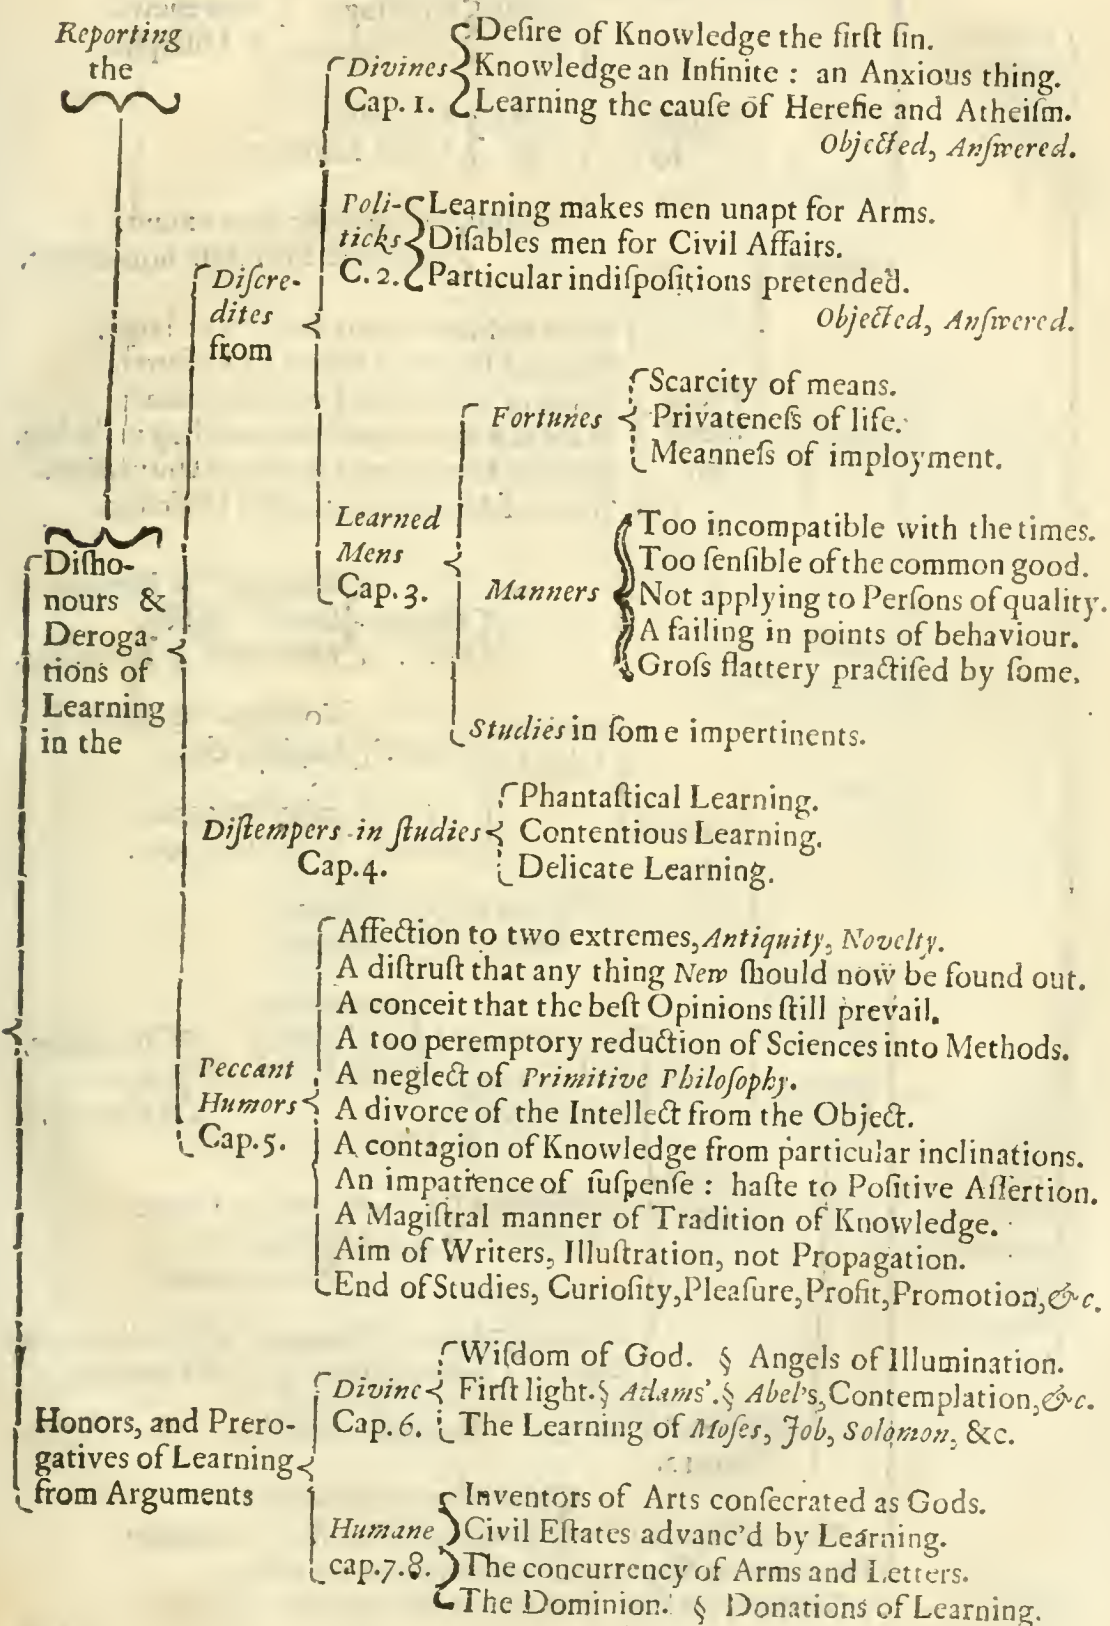 Reporting
the
Divines
Cap. 1.
Deſire of Knowledge the firſt ſin.
Knowledge an Infinite : an Anxious thing.
Learning the cauſe of Hereſie and Atheiſm.
Objected, Anſwered.
Poli-
ticks
C. 2.
Learning makes men unapt for Arms.
Diſables men for Civil Affairs.
Particular indiſpoſitions pretended.
Objected, Anſwered.
Diſcre-
dites
from
Learned
Mens
Cap. 3.
Fortunes
Scarcity of means.
Privateneſs of life.
Meanneſs of imployment.
Manners
Too incompatible with the times.
Too ſenſible of the common good.
Not applying to Perſons of quality.
A failing in points of behaviour.
Groſs flattery practiſed by ſome.
Studies in ſome impertinents.
Diſho-
nours &
Deroga-
tions of
Learning
in the
Diſtempers in ſtudies
Cap. 4.
Phantaſtical Learning.
Contentious Learning.
Delicate Learning.
Peccant
Humors
Cap. 5.
Affection to two extremes, Antiquity, Novelty.
A diſtruſt that any thing New ſhould now be found out.
A conceit that the beſt Opinions ſtill prevail.
A too peremptory reduction of Sciences into Methods.
A neglect of Primitive Philoſophy.
A divorce of the Intellect from the Object.
A contagion of Knowledge from particular inclinations.
An impatience of ſuſpenſe : haſte to Poſitive Aſſertion.
A Magiſtral manner of Tradition of Knowledge.
Aim of Writers, Illuſtration, not Propagation.
End of Studies, Curioſity, Pleaſure, Profit, Promotion, &c.
Honors, and Prero-
gatives of Learning
from Arguments
Divine
Cap. 6.
Wiſdom of God. § Angels of Illumination.
Firſt light. § Adams'. § Abel's, Contemplation, &c.
The Learning of Moſes, Job, Solomon, &c.
Humane
cap. 7. 8.
Inventors of Arts conſecrated as Gods.
Civil Eſtates advanc'd by Learning.
The concurrency of Arms and Letters.
The Dominion. § Donations of Learning.